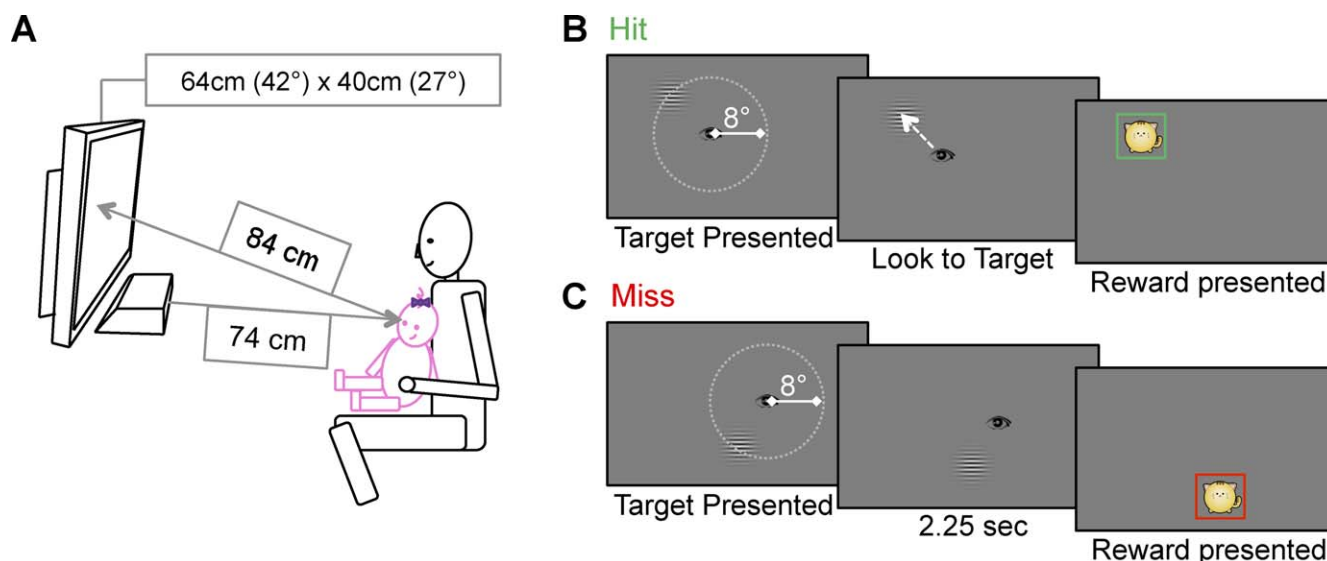 A
64cm (42°) x 40cm (27°)
84 cm
74 cm
B Hit
8°
Target Presented
Look to Target
Reward presented
C Miss
8°
Target Presented
2.25 sec
Reward presented